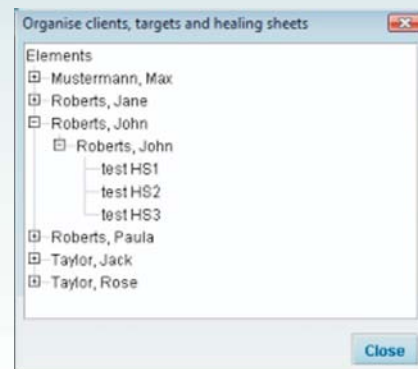 Organise clients, targets and healing sheets
Elements
Mustermann, Max
Roberts, Jane
Roberts, John
Roberts, John
test HS1
test HS2
test HS3
Roberts, Paula
Taylor, Jack
Taylor, Rose
Close